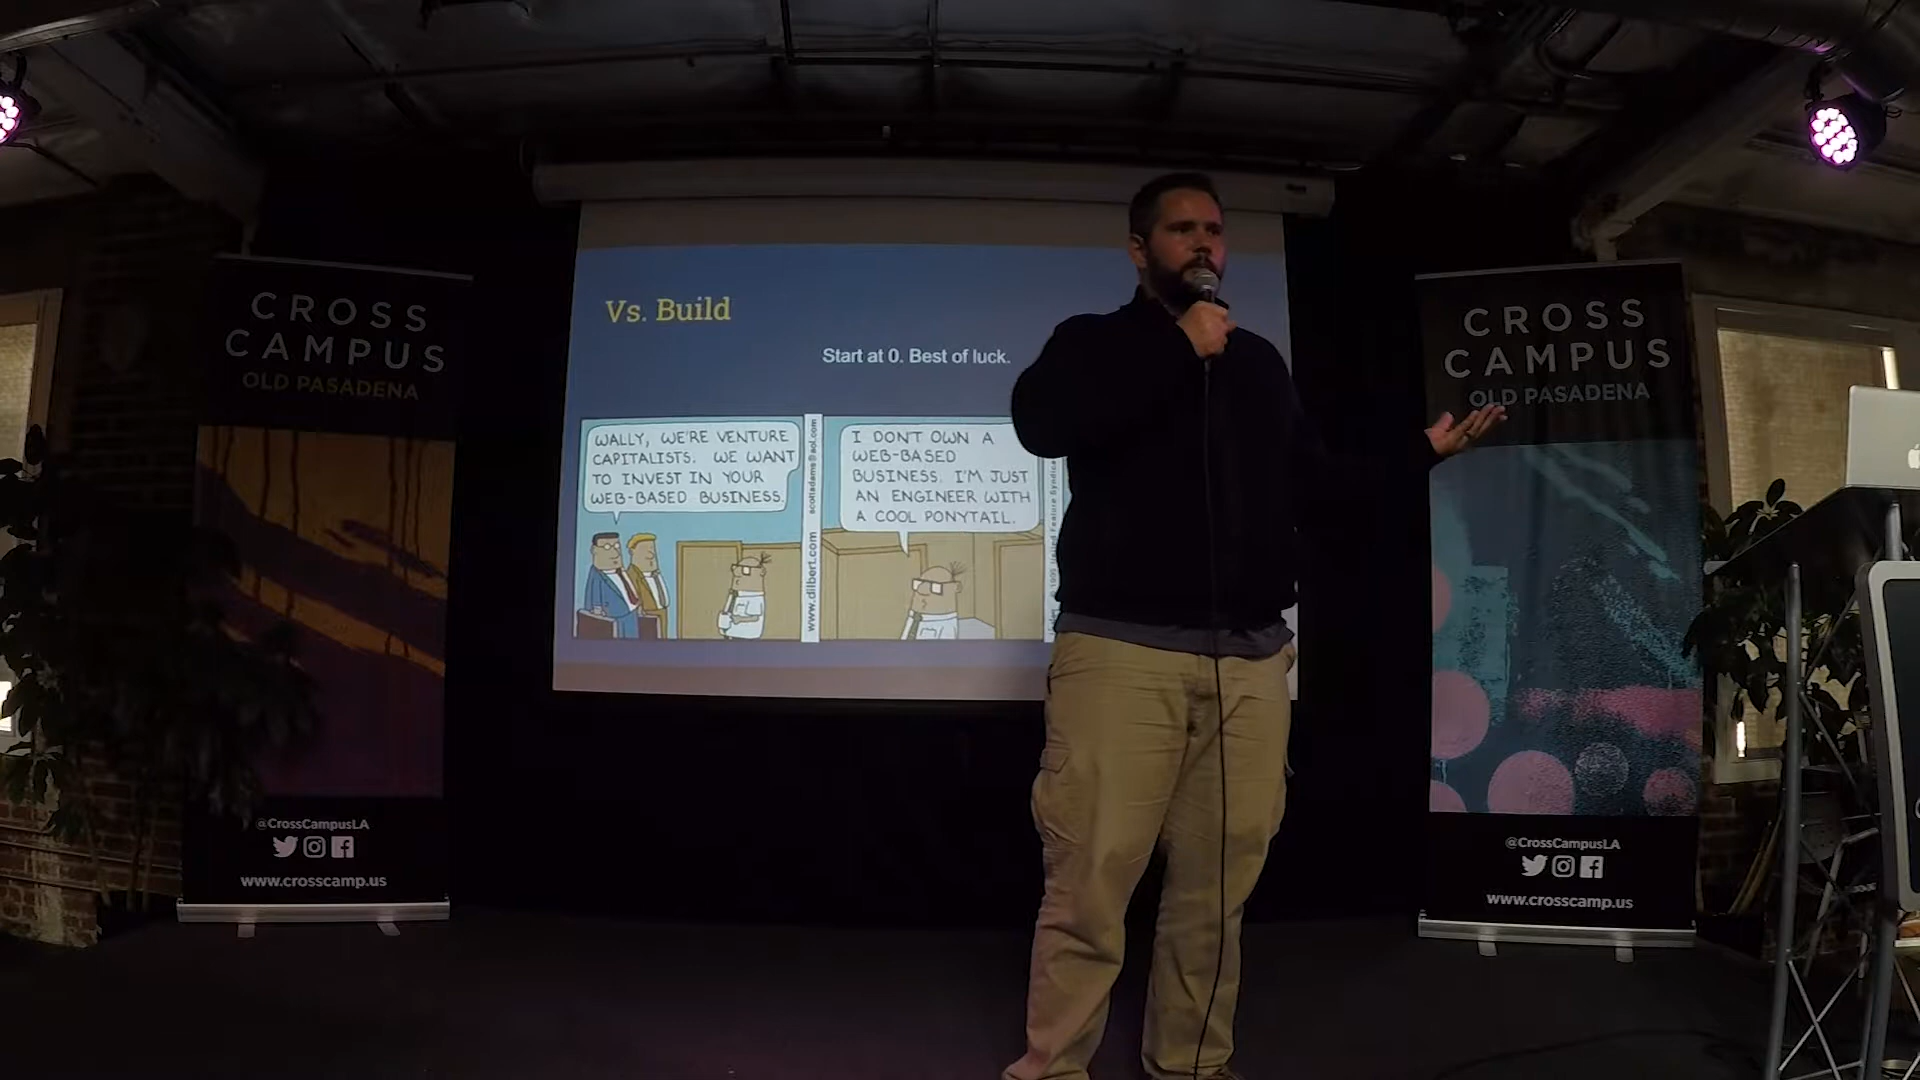 CROSS
CAMPUS
OLD PASADENA
@CrossCampusLA
www.crosscamp.us
Vs. Build
Start at 0. Best of luck.
WALLY, WE'RE VENTURE
CAPITALISTS. WE WANT
TO INVEST IN YOUR
WEB-BASED BUSINESS.
www.dilbert.com
scottadams@aol.com
I DON'T OWN A
WEB-BASED
BUSINESS. I'M JUST
AN ENGINEER WITH
A COOL PONYTAIL.
CROSS
CAMPUS
OLD PASADENA
@CrossCampusLA
www.crosscamp.us